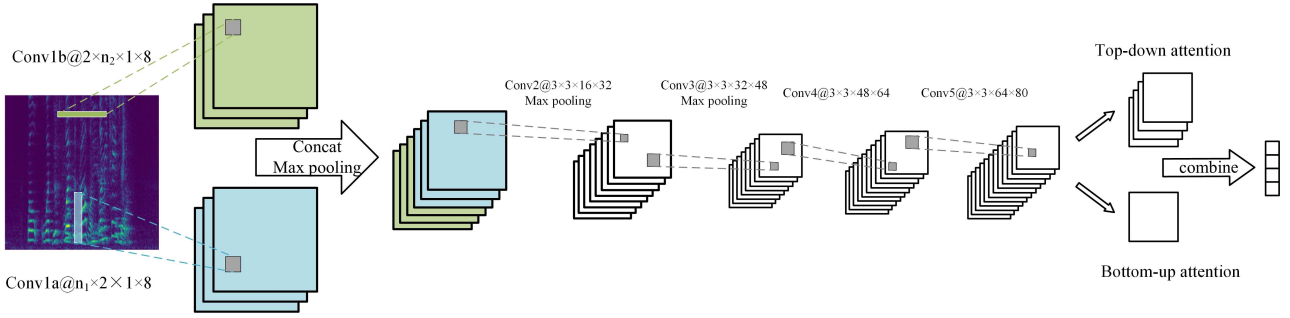 Conv1b@2×n₂×1×8
Conv1a@n₁×2×1×8
Concat
Max pooling
Conv2@3×3×16×32
Max pooling
Conv3@3×3×32×48
Max pooling
Conv4@3×3×48×64
Conv5@3×3×64×80
Top-down attention
combine
Bottom-up attention